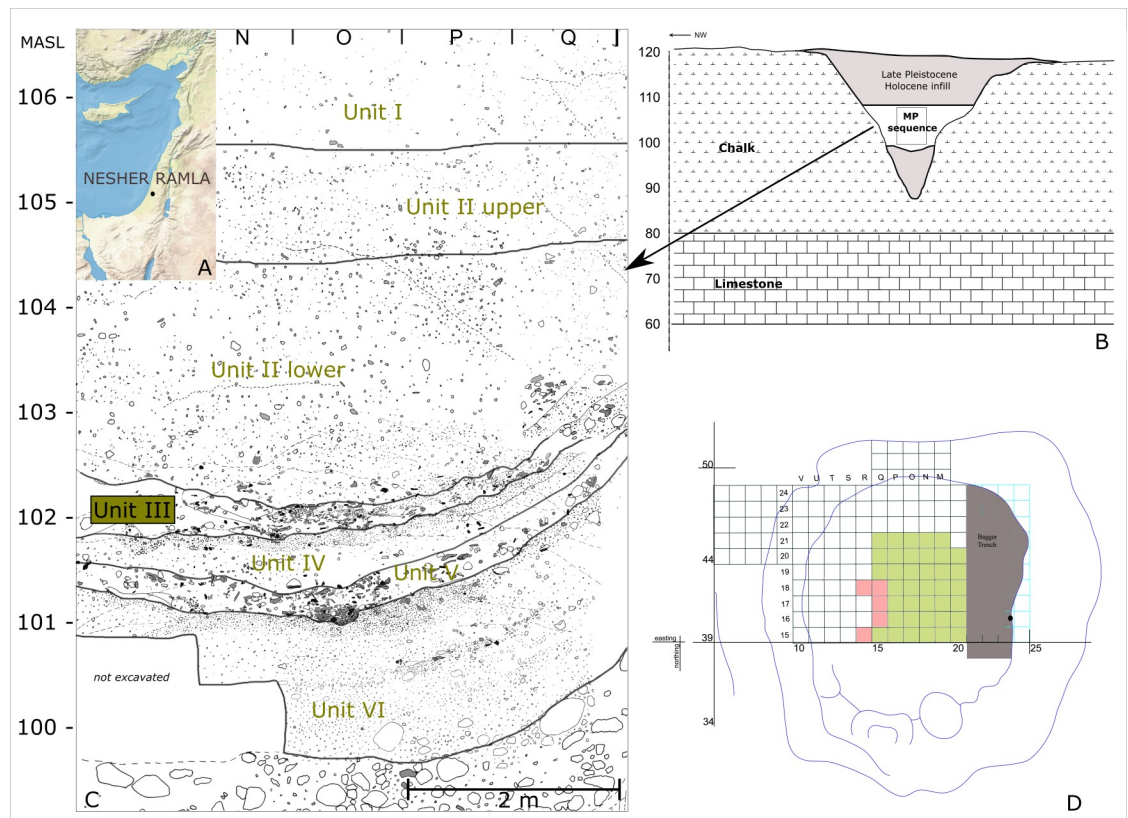 MASL
N O P Q
106 -
105 -
104 -
103 -
102 -
101 -
100 -
NESHER RAMLA
A
Unit I
Unit II upper
Unit II lower
Unit III
Unit IV
Unit V
Unit VI
not excavated
C
2 m
NW
120
110
100
90
80
70
60
Late Pleistocene
Holocene infill
MP
sequence
Chalk
Limestone
B
50
44
39
34
V U T S R Q P O N M
24
23
22
21
20
19
18
17
16
15
Bagger
Trench
easting
northing
10 15 20 25
D